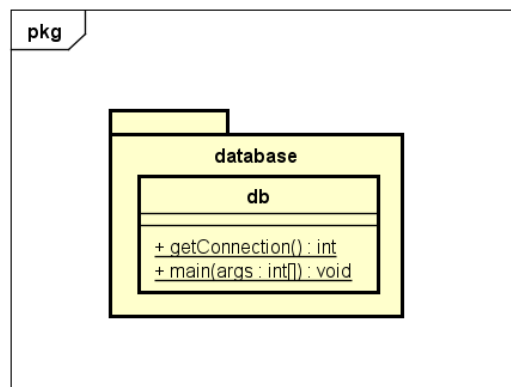 pkg
database
db
+ getConnection() : int
+ main(args : int[]) : void